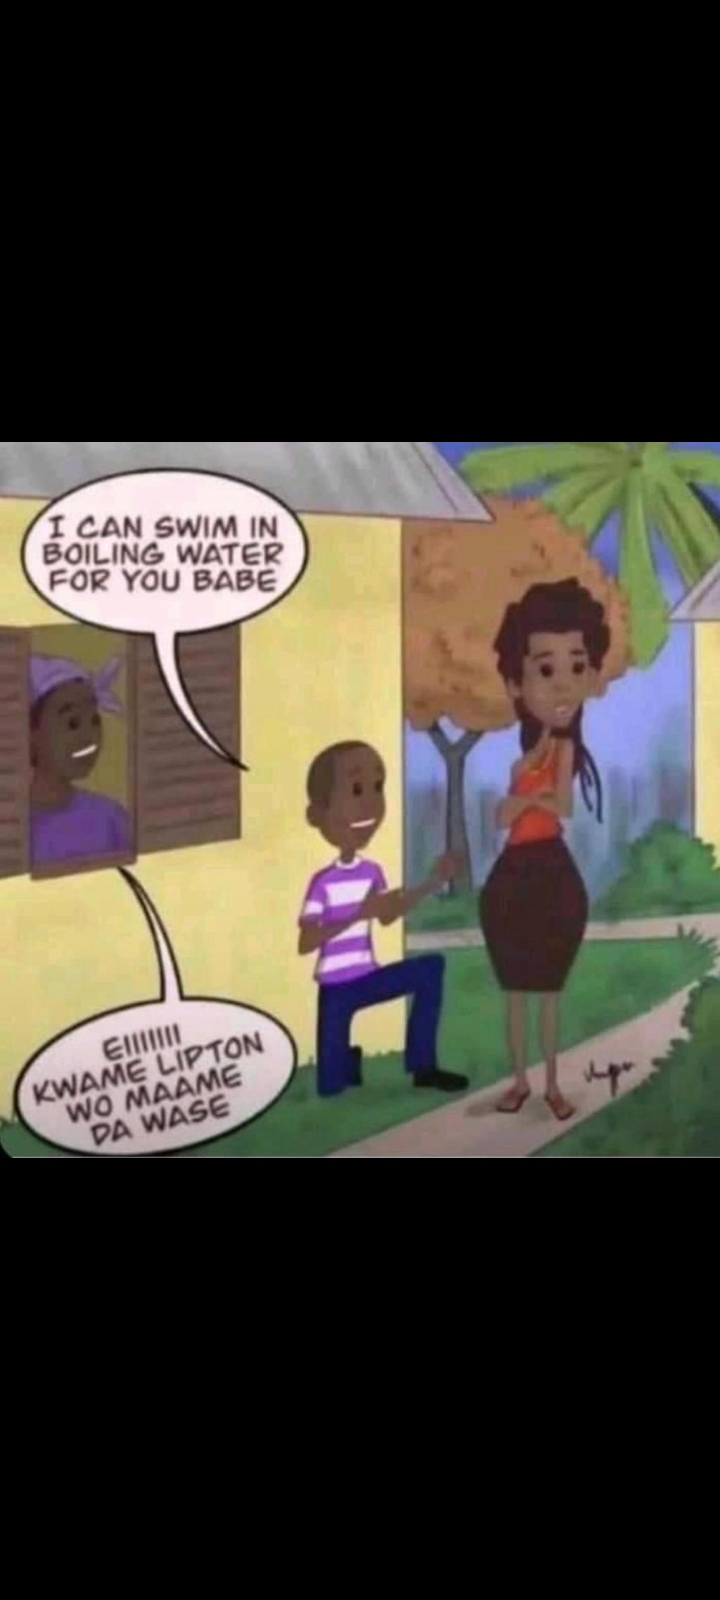 I CAN SWIM IN
BOILING WATER
FOR YOU BABE
EIIIIIII
KWAME LIPTON
WO MAAME
DA WASE